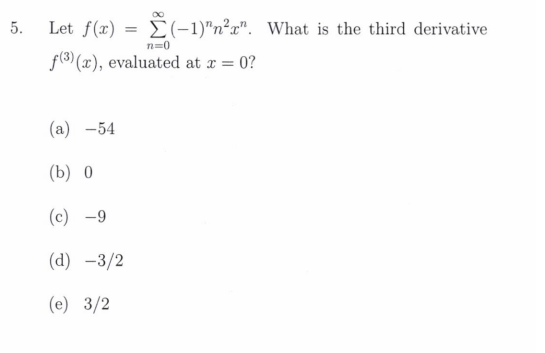 5. Let f(x) = ∑_{n=0}^{∞} (−1)ⁿn²xⁿ. What is the third derivative
f⁽³⁾(x), evaluated at x = 0?
(a) −54
(b) 0
(c) −9
(d) −3/2
(e) 3/2